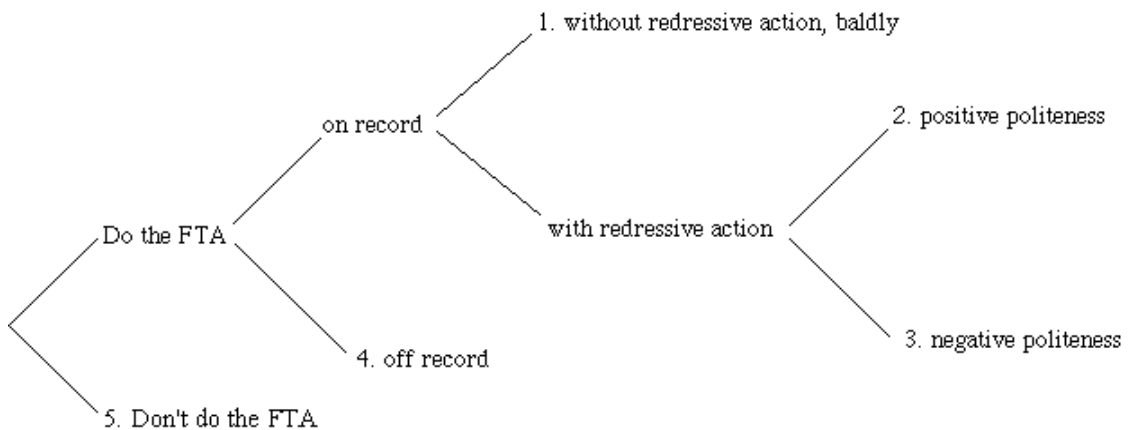 1. without redressive action, baldly
on record
2. positive politeness
Do the FTA
with redressive action
3. negative politeness
4. off record
5. Don't do the FTA